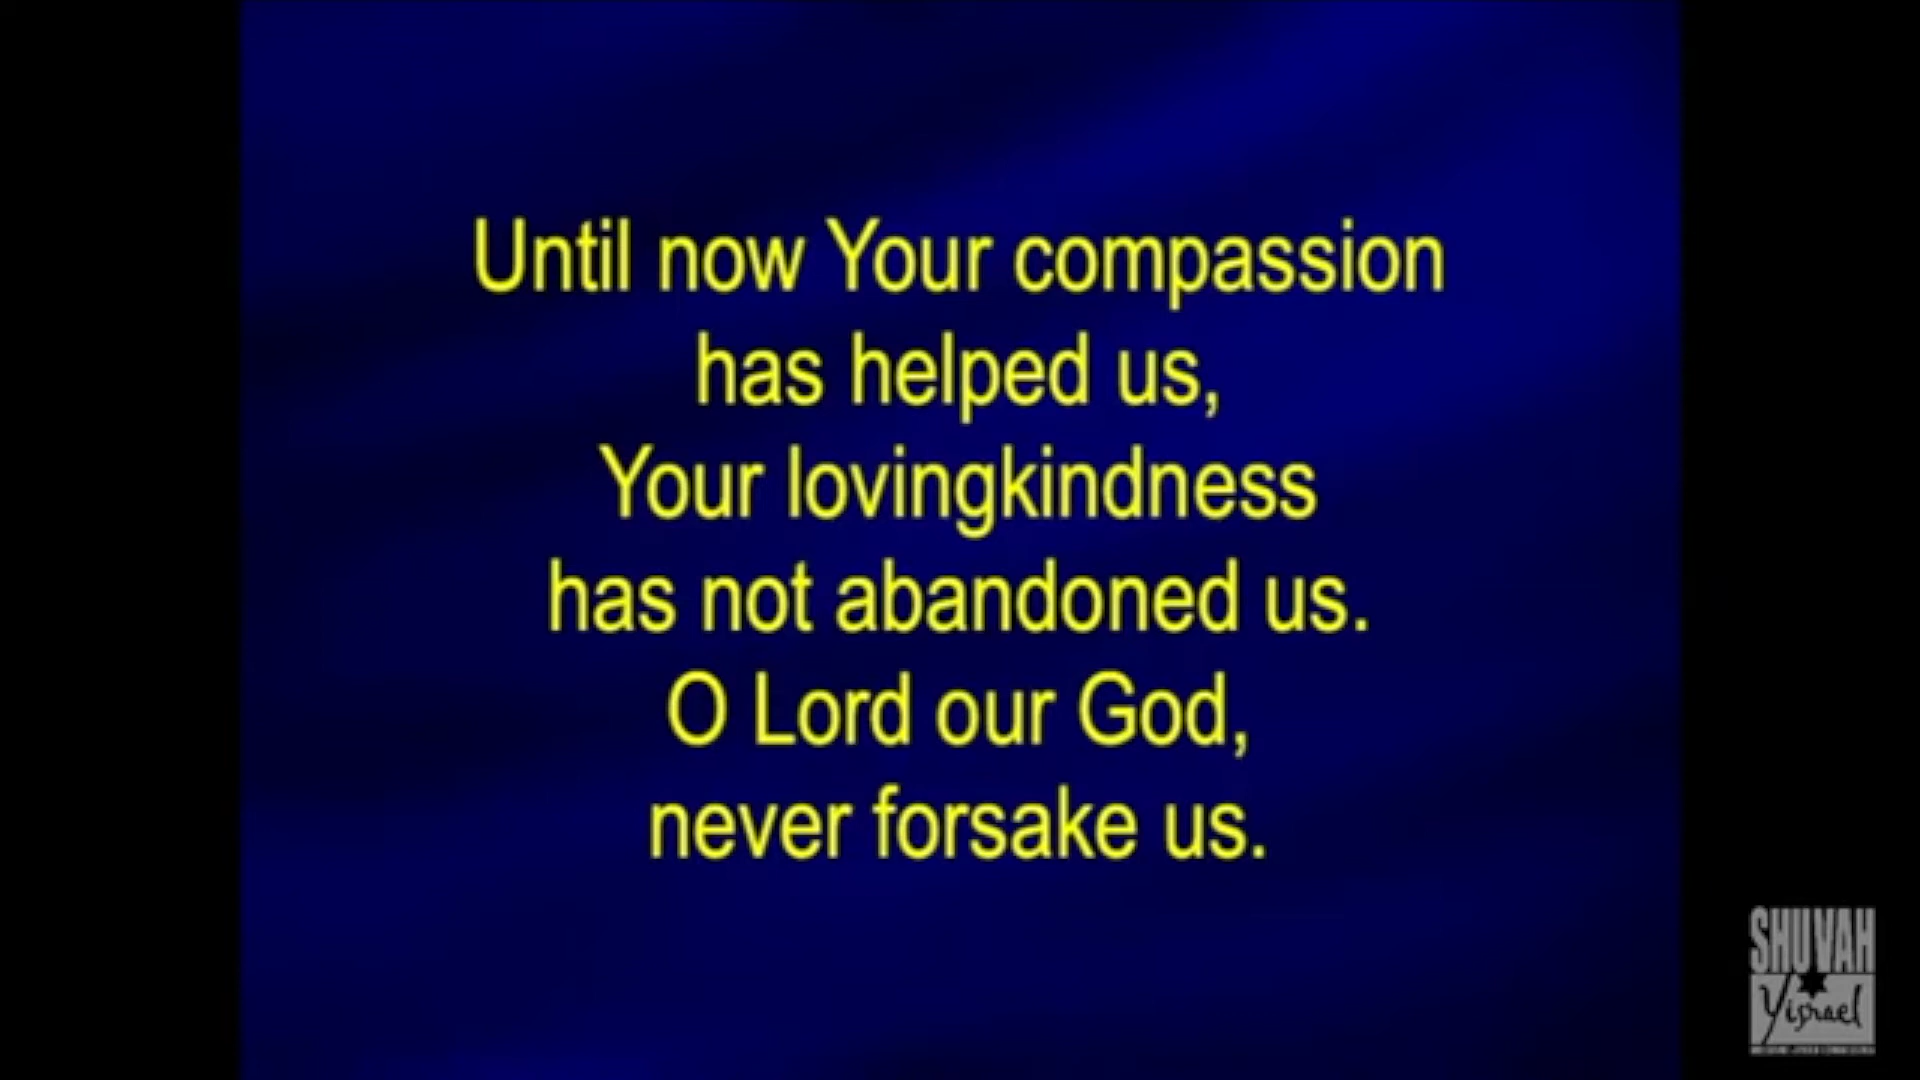 Until now Your compassion
has helped us,
Your lovingkindness
has not abandoned us.
O Lord our God,
never forsake us.
SHUVAH
Yisrael